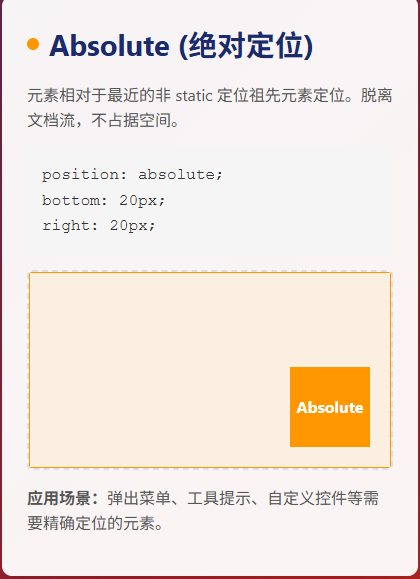 Absolute (绝对定位)
元素相对于最近的非 static 定位祖先元素定位。脱离
文档流，不占据空间。
position: absolute;
bottom: 20px;
right: 20px;
Absolute
应用场景：弹出菜单、工具提示、自定义控件等需
要精确定位的元素。